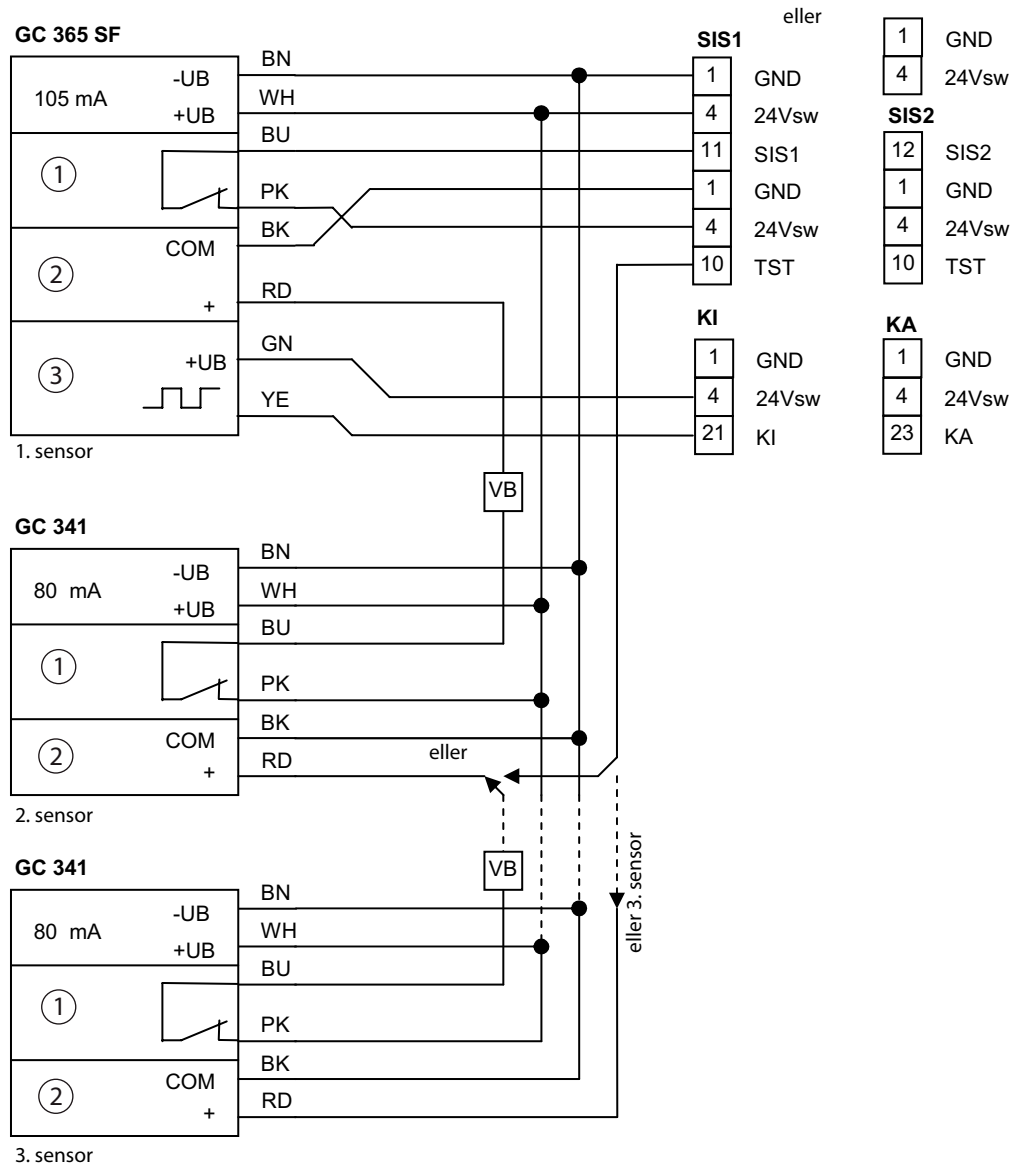 eller
GC 365 SF
SIS1
1 GND
4 24Vsw
11 SIS1
1 GND
4 24Vsw
10 TST
1 GND
4 24Vsw
SIS2
12 SIS2
1 GND
4 24Vsw
10 TST
KI
1 GND
4 24Vsw
21 KI
KA
1 GND
4 24Vsw
23 KA
105 mA
-UB
+UB
BN
WH
1
BU
PK
2
COM
+
BK
RD
3
+UB
GN
YE
1. sensor
VB
GC 341
80 mA
-UB
+UB
BN
WH
1
BU
PK
2
COM
+
BK
RD
eller
2. sensor
VB
eller 3. sensor
GC 341
80 mA
-UB
+UB
BN
WH
1
BU
PK
2
COM
+
BK
RD
3. sensor